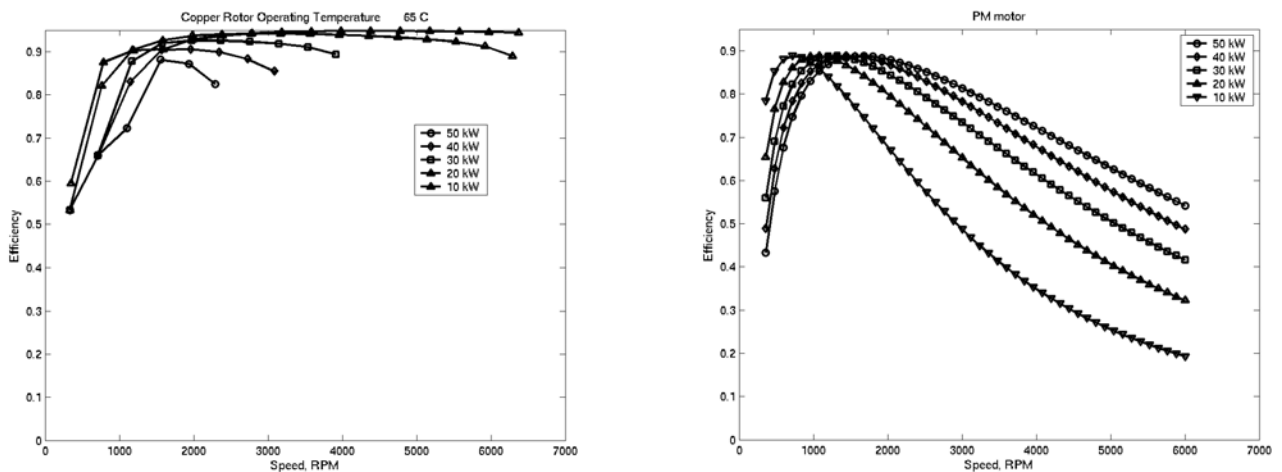 Copper Rotor Operating Temperature 65 C
0.9
0.8
0.7
0.6
0.5
0.4
0.3
0.2
0.1
0
Efficiency
50 kW
40 kW
30 kW
20 kW
10 kW
0 1000 2000 3000 4000 5000 6000 7000
Speed, RPM
PM motor
0.9
0.8
0.7
0.6
0.5
0.4
0.3
0.2
0.1
0
Efficiency
50 kW
40 kW
30 kW
20 kW
10 kW
0 1000 2000 3000 4000 5000 6000 7000
Speed, RPM